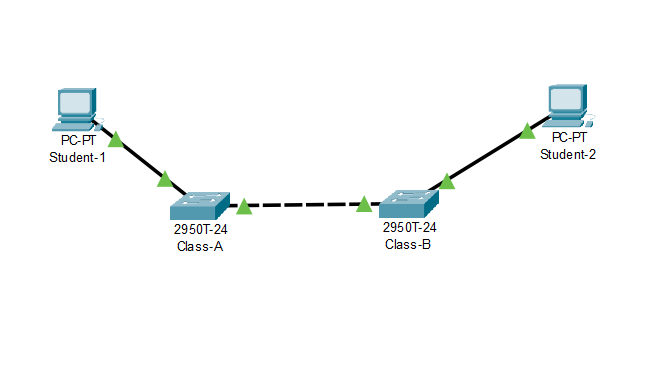 PC-PT
Student-1
PC-PT
Student-2
2950T-24
Class-A
2950T-24
Class-B